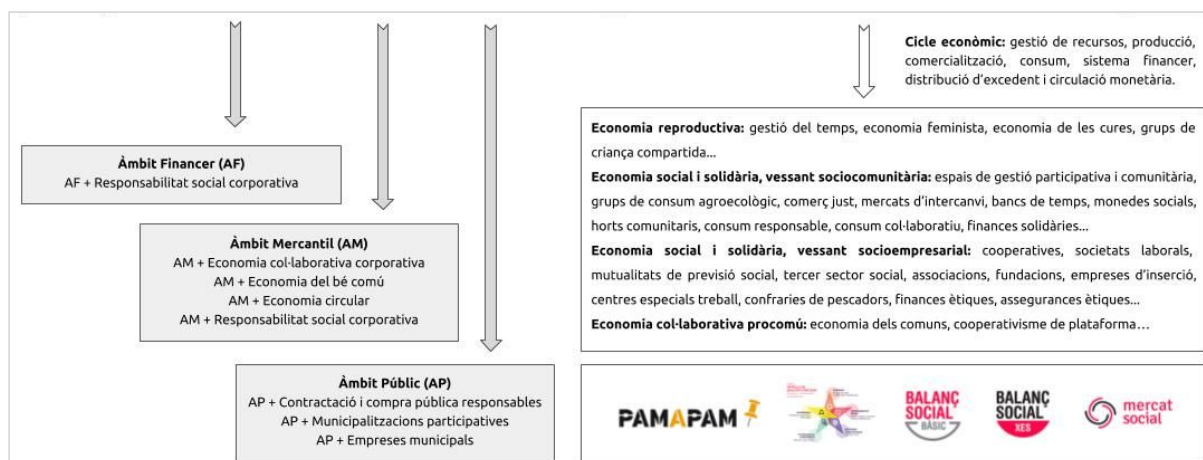 Cicle econòmic: gestió de recursos, producció,
comercialització, consum, sistema financer,
distribució d'excedent i circulació monetària.
Àmbit Financer (AF)
AF + Responsabilitat social corporativa
Àmbit Mercantil (AM)
AM + Economia col·laborativa corporativa
AM + Economia del bé comú
AM + Economia circular
AM + Responsabilitat social corporativa
Àmbit Públic (AP)
AP + Contractació i compra pública responsables
AP + Municipalitzacions participatives
AP + Empreses municipals
Economia reproductiva: gestió del temps, economia feminista, economia de les cures, grups de
criança compartida...
Economia social i solidària, vessant sociocomunitària: espais de gestió participativa i comunitària,
grups de consum agroecològic, comerç just, mercats d'intercanvi, bancs de temps, monedes socials,
horts comunitaris, consum responsable, consum col·laboratiu, finances solidàries...
Economia social i solidària, vessant socioempresarial: cooperatives, societats laborals,
mutualitats de previsió social, tercer sector social, associacions, fundacions, empreses d'inserció,
centres especials treball, confraries de pescadors, finances ètiques, assegurances ètiques...
Economia col·laborativa procomú: economia dels comuns, cooperativisme de plataforma…
PAMAPAM
BALANÇ
SOCIAL
BÀSIC
BALANÇ
SOCIAL
XES
mercat
social